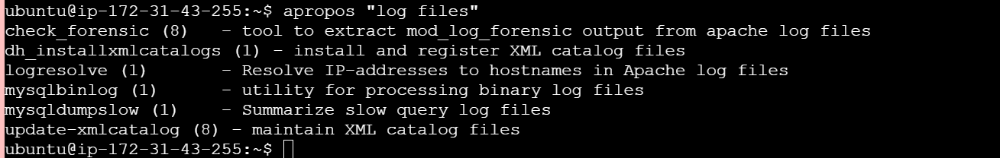 ubuntu@ip-172-31-43-255:~$ apropos "log files"
check_forensic (8)   - tool to extract mod_log_forensic output from apache log files
dh_installxmlcatalogs (1) - install and register XML catalog files
logresolve (1)       - Resolve IP-addresses to hostnames in Apache log files
mysqlbinlog (1)      - utility for processing binary log files
mysqldumpslow (1)    - Summarize slow query log files
update-xmlcatalog (8) - maintain XML catalog files
ubuntu@ip-172-31-43-255:~$